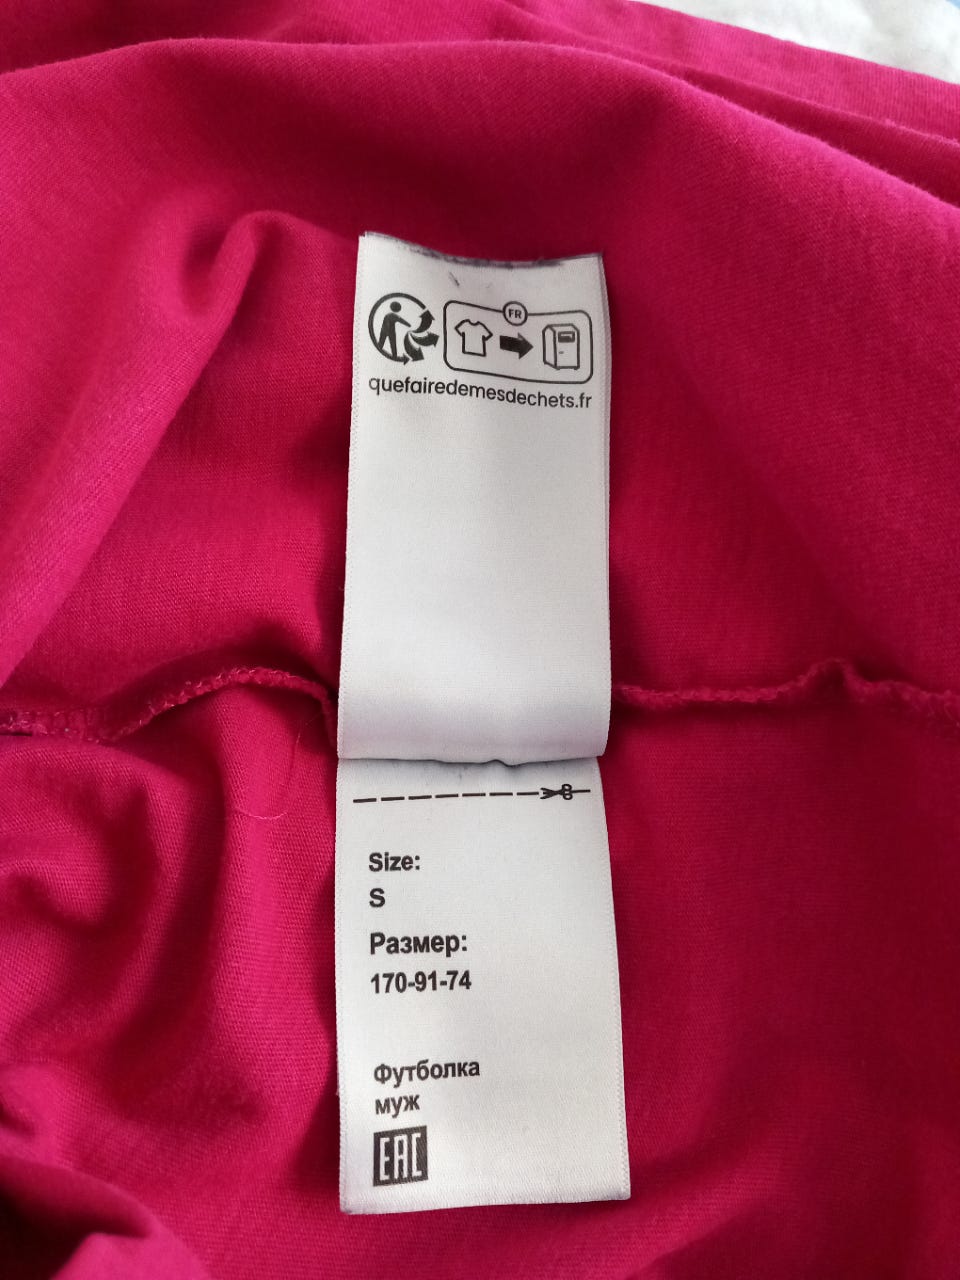 FR
quefairedemesdechets.fr
Size:
S
Размер:
170-91-74
Футболка
муж
EAC